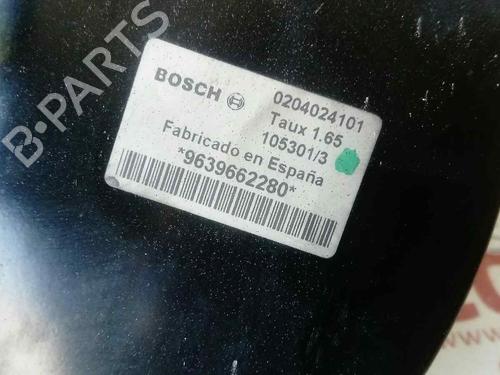 B-PARTS
BOSCH
0204024101
Taux 1.65
105301/3
Fabricado en España
*9639662280*